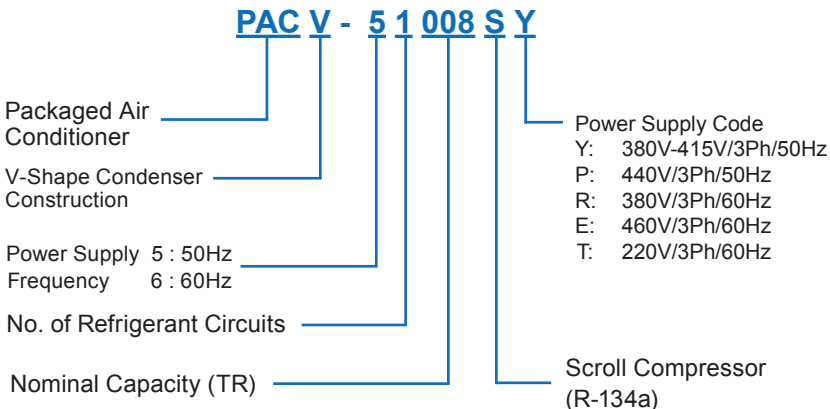 PAC V - 5 1 008 S Y
Packaged Air
Conditioner
V-Shape Condenser
Construction
Power Supply 5 : 50Hz
Frequency 6 : 60Hz
No. of Refrigerant Circuits
Nominal Capacity (TR)
Power Supply Code
Y: 380V-415V/3Ph/50Hz
P: 440V/3Ph/50Hz
R: 380V/3Ph/60Hz
E: 460V/3Ph/60Hz
T: 220V/3Ph/60Hz
Scroll Compressor
(R-134a)